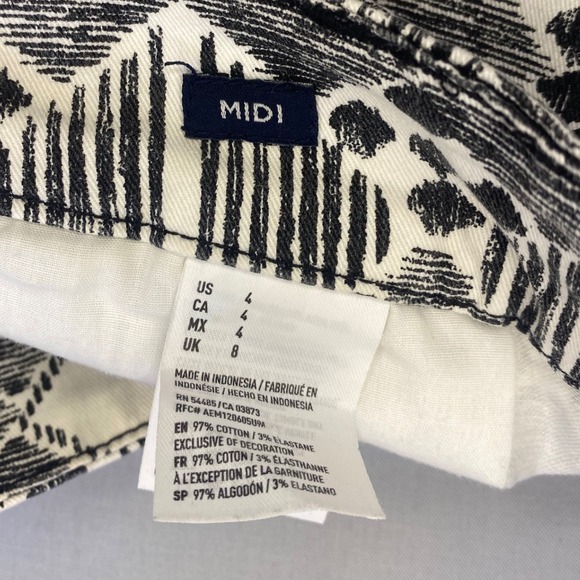 MIDI
US 4
CA 4
MX 4
UK 8
MADE IN INDONESIA / FABRIQUÉ EN
INDONÉSIE / HECHO EN INDONESIA
RN 54485 / CA 03873
RFC# AEM120605U9A
EN 97% COTTON / 3% ELASTANE
EXCLUSIVE OF DECORATION
FR 97% COTON / 3% ÉLASTHANNE
À L'EXCEPTION DE LA GARNITURE
SP 97% ALGODÓN / 3% ELASTANO